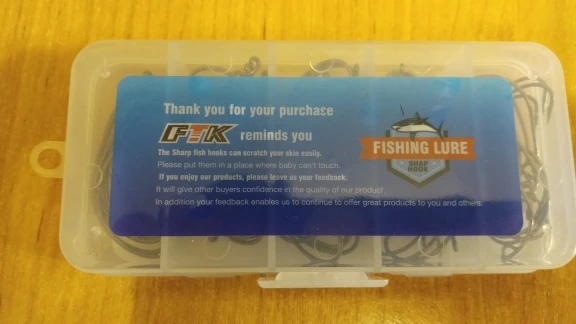 Thank you for your purchase
FTK reminds you
The Sharp fish hooks can scratch your skin easily.
Please put them in a place where baby can't touch.
If you enjoy our products, please leave us your feedback.
It will give other buyers confidence in the quality of our product.
In addition your feedback enables us to continue to offer great products to you and others.
FISHING LURE
SHAP
HOOK